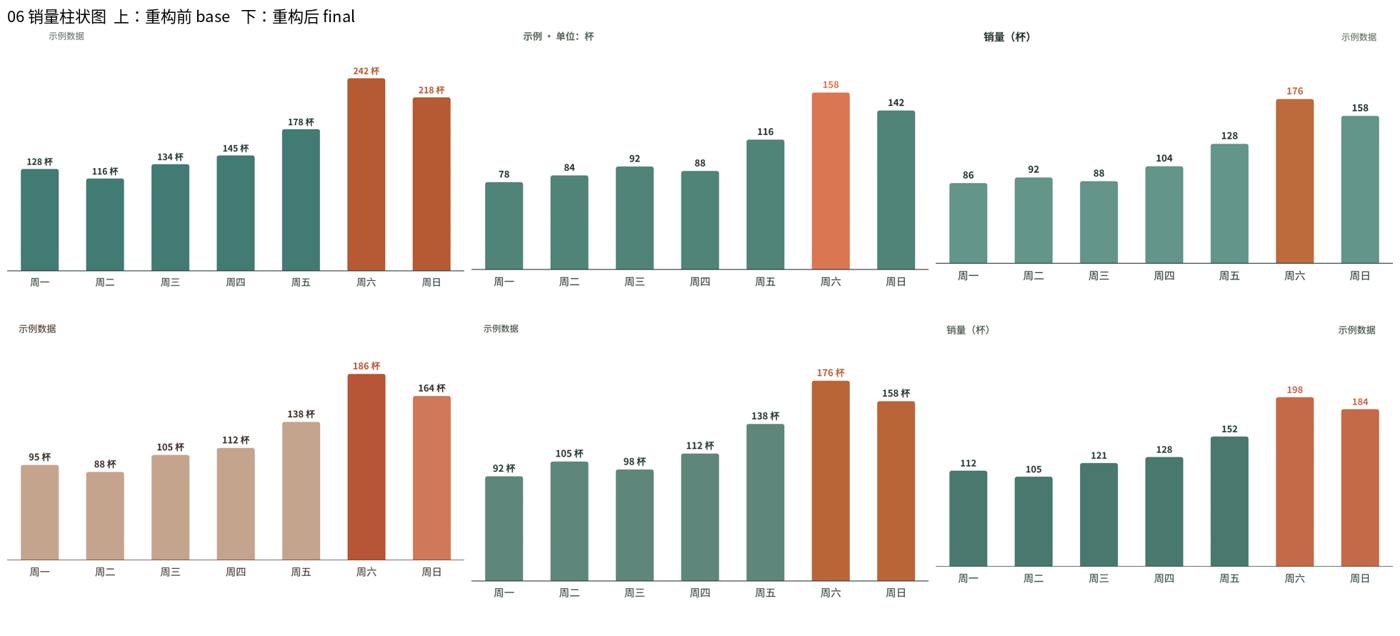 06 销量柱状图 上：重构前 base 下：重构后 final
示例数据
242 杯
218 杯
178 杯
145 杯
134 杯
128 杯
116 杯
周一 周二 周三 周四 周五 周六 周日
示例 · 单位：杯
158
142
116
92
88
84
78
周一 周二 周三 周四 周五 周六 周日
销量（杯） 示例数据
176
158
128
104
92
88
86
周一 周二 周三 周四 周五 周六 周日
示例数据
186 杯
164 杯
138 杯
112 杯
105 杯
95 杯
88 杯
周一 周二 周三 周四 周五 周六 周日
示例数据
176 杯
158 杯
138 杯
112 杯
105 杯
98 杯
92 杯
周一 周二 周三 周四 周五 周六 周日
销量（杯） 示例数据
198
184
152
128
121
112
105
周一 周二 周三 周四 周五 周六 周日